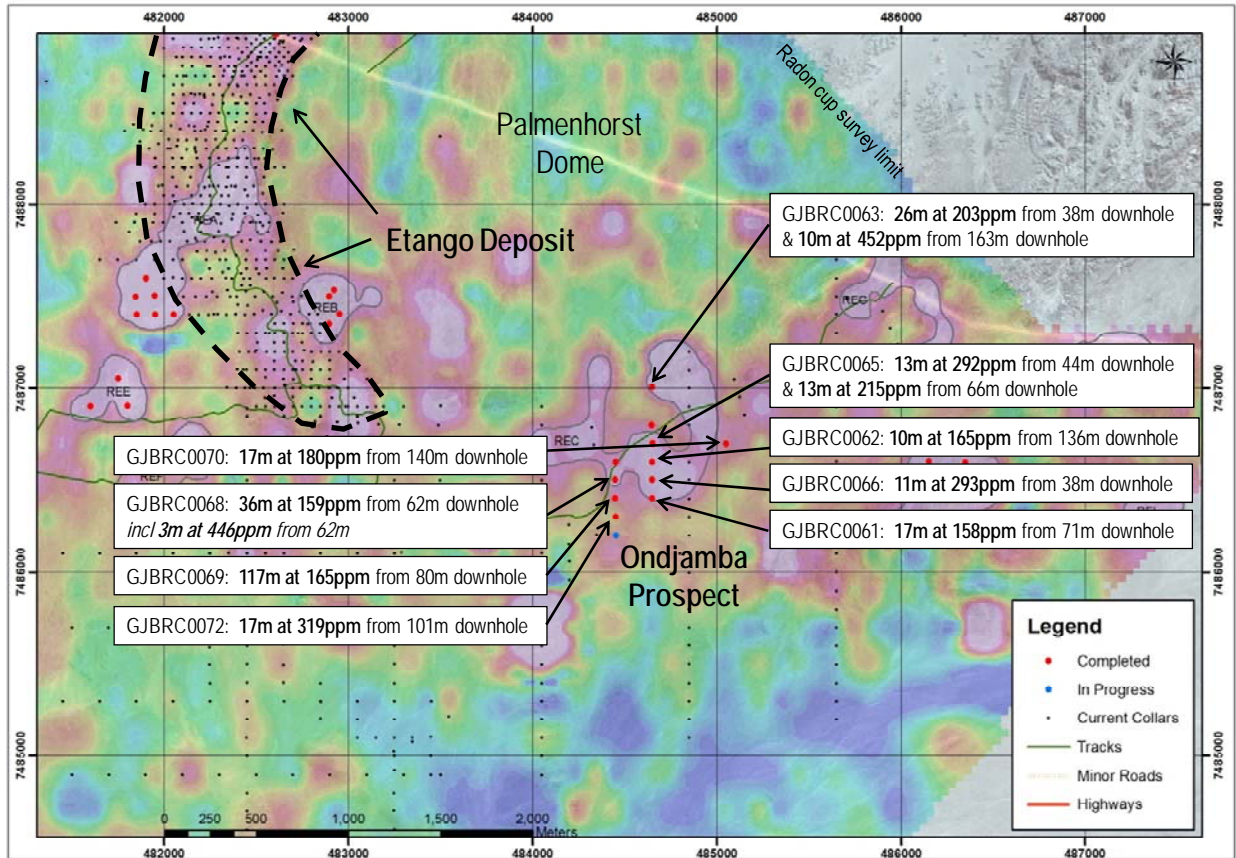 482000 483000 484000 485000 486000 487000
Radon cup survey limit
Palmenhorst
Dome
7488000
7488000
GJBRC0063: 26m at 203ppm from 38m downhole
& 10m at 452ppm from 163m downhole
REA
Etango Deposit
REB
REG
GJBRC0065: 13m at 292ppm from 44m downhole
& 13m at 215ppm from 66m downhole
7487000
7487000
REE
REC
GJBRC0070: 17m at 180ppm from 140m downhole
GJBRC0062: 10m at 165ppm from 136m downhole
GJBRC0068: 36m at 159ppm from 62m downhole
incl 3m at 446ppm from 62m
GJBRC0066: 11m at 293ppm from 38m downhole
GJBRC0061: 17m at 158ppm from 71m downhole
GJBRC0069: 117m at 165ppm from 80m downhole
Ondjamba
Prospect
7486000
7486000
GJBRC0072: 17m at 319ppm from 101m downhole
Legend
Completed
In Progress
Current Collars
Tracks
Minor Roads
Highways
7485000
7485000
0 250 500 1,000 1,500 2,000
Meters
482000 483000 484000 485000 486000 487000